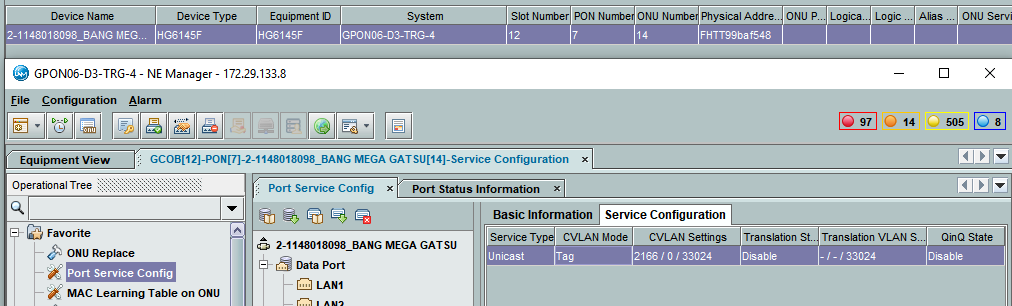 Device Name Device Type Equipment ID System Slot Number PON Number ONU Number Physical Addre... ONU P... Logica... Logic ... Alias ... ONU Servi
2-1148018098_BANG MEG... HG6145F HG6145F GPON06-D3-TRG-4 12 7 14 FHTT99baf548
GPON06-D3-TRG-4 - NE Manager - 172.29.133.8
File Configuration Alarm
97 14 505 8
Equipment View GCOB[12]-PON[7]-2-1148018098_BANG MEGA GATSU[14]-Service Configuration
Operational Tree
Favorite
ONU Replace
Port Service Config
MAC Learning Table on ONU
Port Service Config Port Status Information
2-1148018098_BANG MEGA GATSU
Data Port
LAN1
LAN2
Basic Information Service Configuration
Service Type CVLAN Mode CVLAN Settings Translation St... Translation VLAN S... QinQ State
Unicast Tag 2166 / 0 / 33024 Disable - / - / 33024 Disable